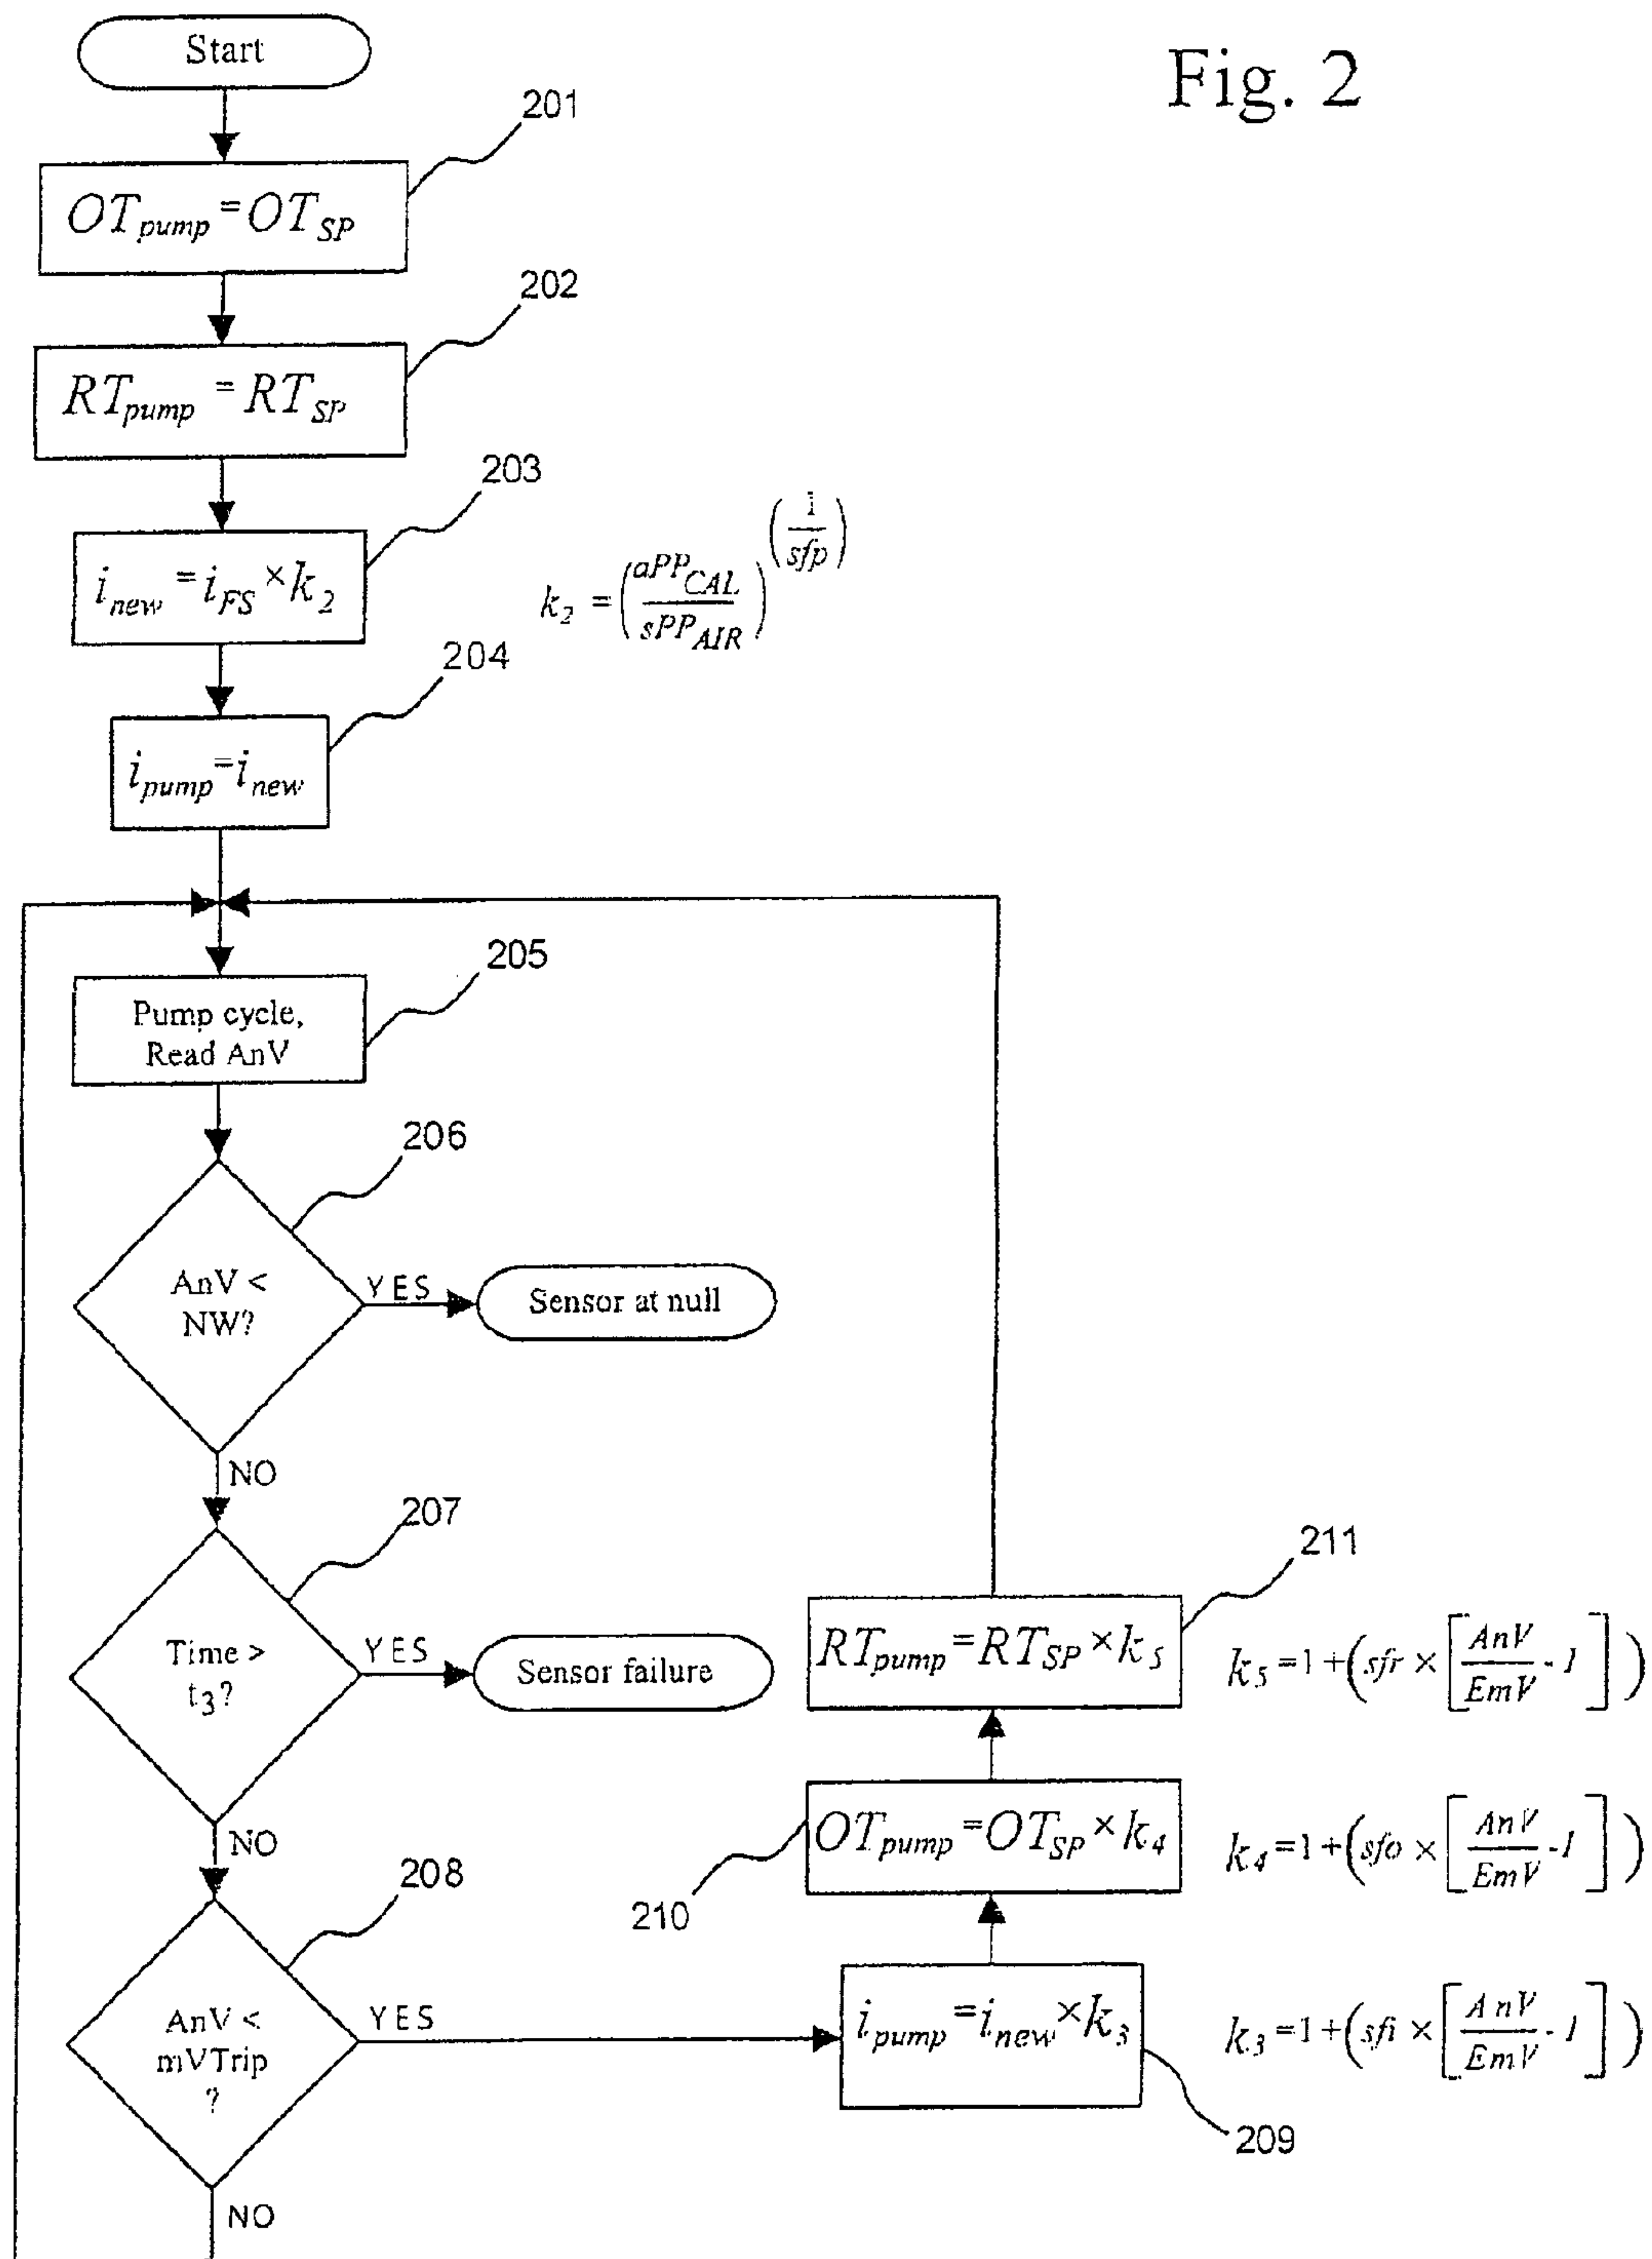 Fig. 2
Start
201
OT_pump = OT_SP
202
RT_pump = RT_SP
203
i_new = i_FS × k_2
k_2 = (aPP_CAL / sPP_AIR)^(1/sfp)
204
i_pump = i_new
205
Pump cycle,
Read AnV
206
AnV <
NW?
YES
Sensor at null
NO
207
Time >
t_3?
YES
Sensor failure
NO
208
AnV <
mVTrip
?
YES
NO
211
RT_pump = RT_SP × k_5
k_5 = 1 + (sfr × [AnV / EmV - 1])
210
OT_pump = OT_SP × k_4
k_4 = 1 + (sfo × [AnV / EmV - 1])
209
i_pump = i_new × k_3
k_3 = 1 + (sfi × [AnV / EmV - 1])